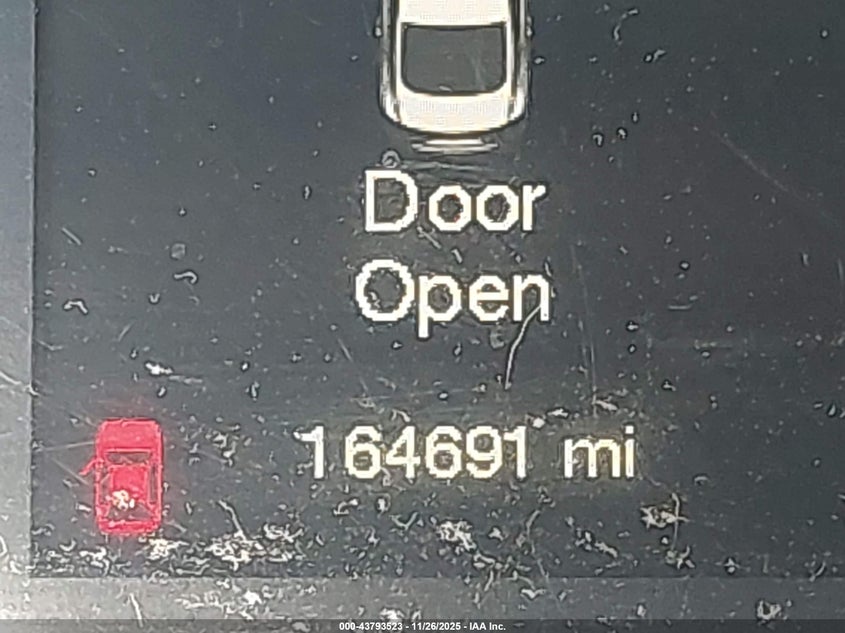 Door
Open
164691 mi
000-43793523 - 11/26/2025 - IAA Inc.